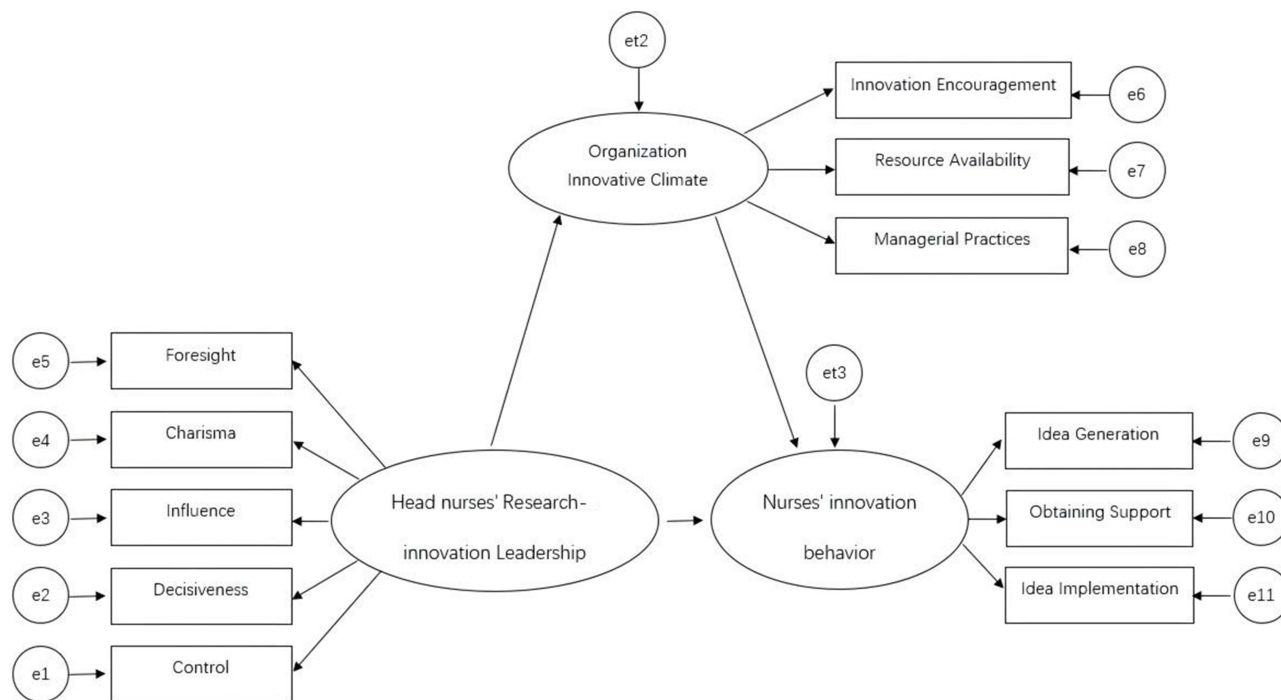 et2
Innovation Encouragement
e6
Organization
Innovative Climate
Resource Availability
e7
Managerial Practices
e8
e5
Foresight
et3
e4
Charisma
Idea Generation
e9
e3
Influence
Head nurses' Research-
innovation Leadership
Nurses' innovation
behavior
Obtaining Support
e10
e2
Decisiveness
Idea Implementation
e11
e1
Control